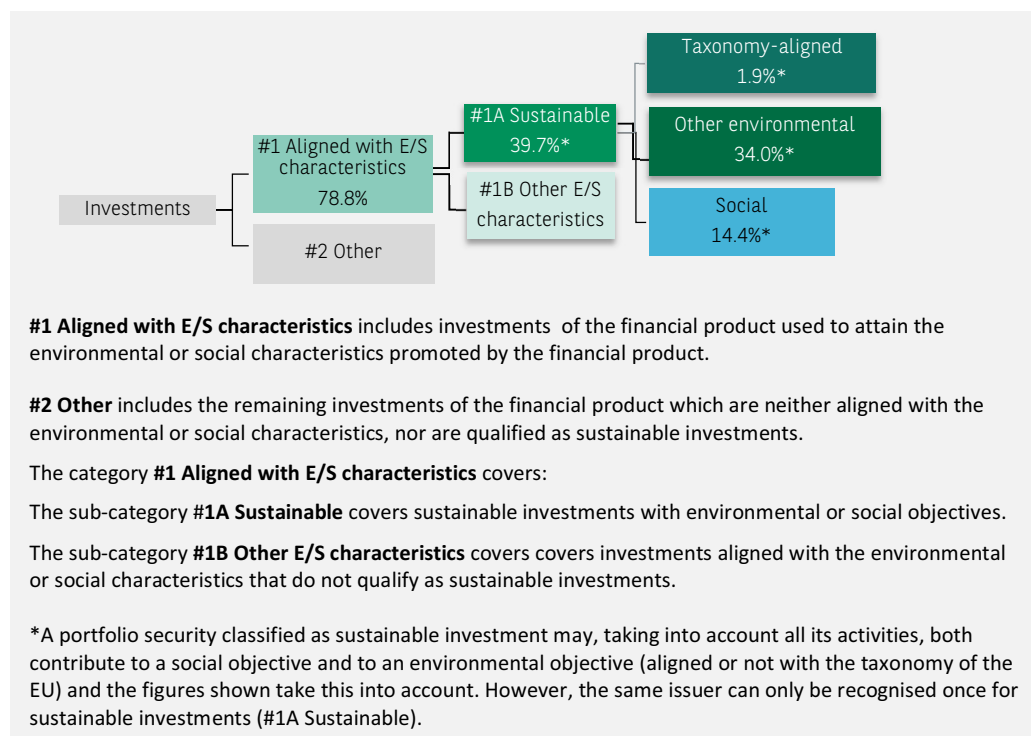 Taxonomy-aligned
1.9%*
#1A Sustainable
39.7%*
Other environmental
34.0%*
#1 Aligned with E/S
characteristics
78.8%
#1B Other E/S
characteristics
Investments
Social
14.4%*
#2 Other
#1 Aligned with E/S characteristics includes investments of the financial product used to attain the
environmental or social characteristics promoted by the financial product.
#2 Other includes the remaining investments of the financial product which are neither aligned with the
environmental or social characteristics, nor are qualified as sustainable investments.
The category #1 Aligned with E/S characteristics covers:
The sub-category #1A Sustainable covers sustainable investments with environmental or social objectives.
The sub-category #1B Other E/S characteristics covers covers investments aligned with the environmental
or social characteristics that do not qualify as sustainable investments.
*A portfolio security classified as sustainable investment may, taking into account all its activities, both
contribute to a social objective and to an environmental objective (aligned or not with the taxonomy of the
EU) and the figures shown take this into account. However, the same issuer can only be recognised once for
sustainable investments (#1A Sustainable).